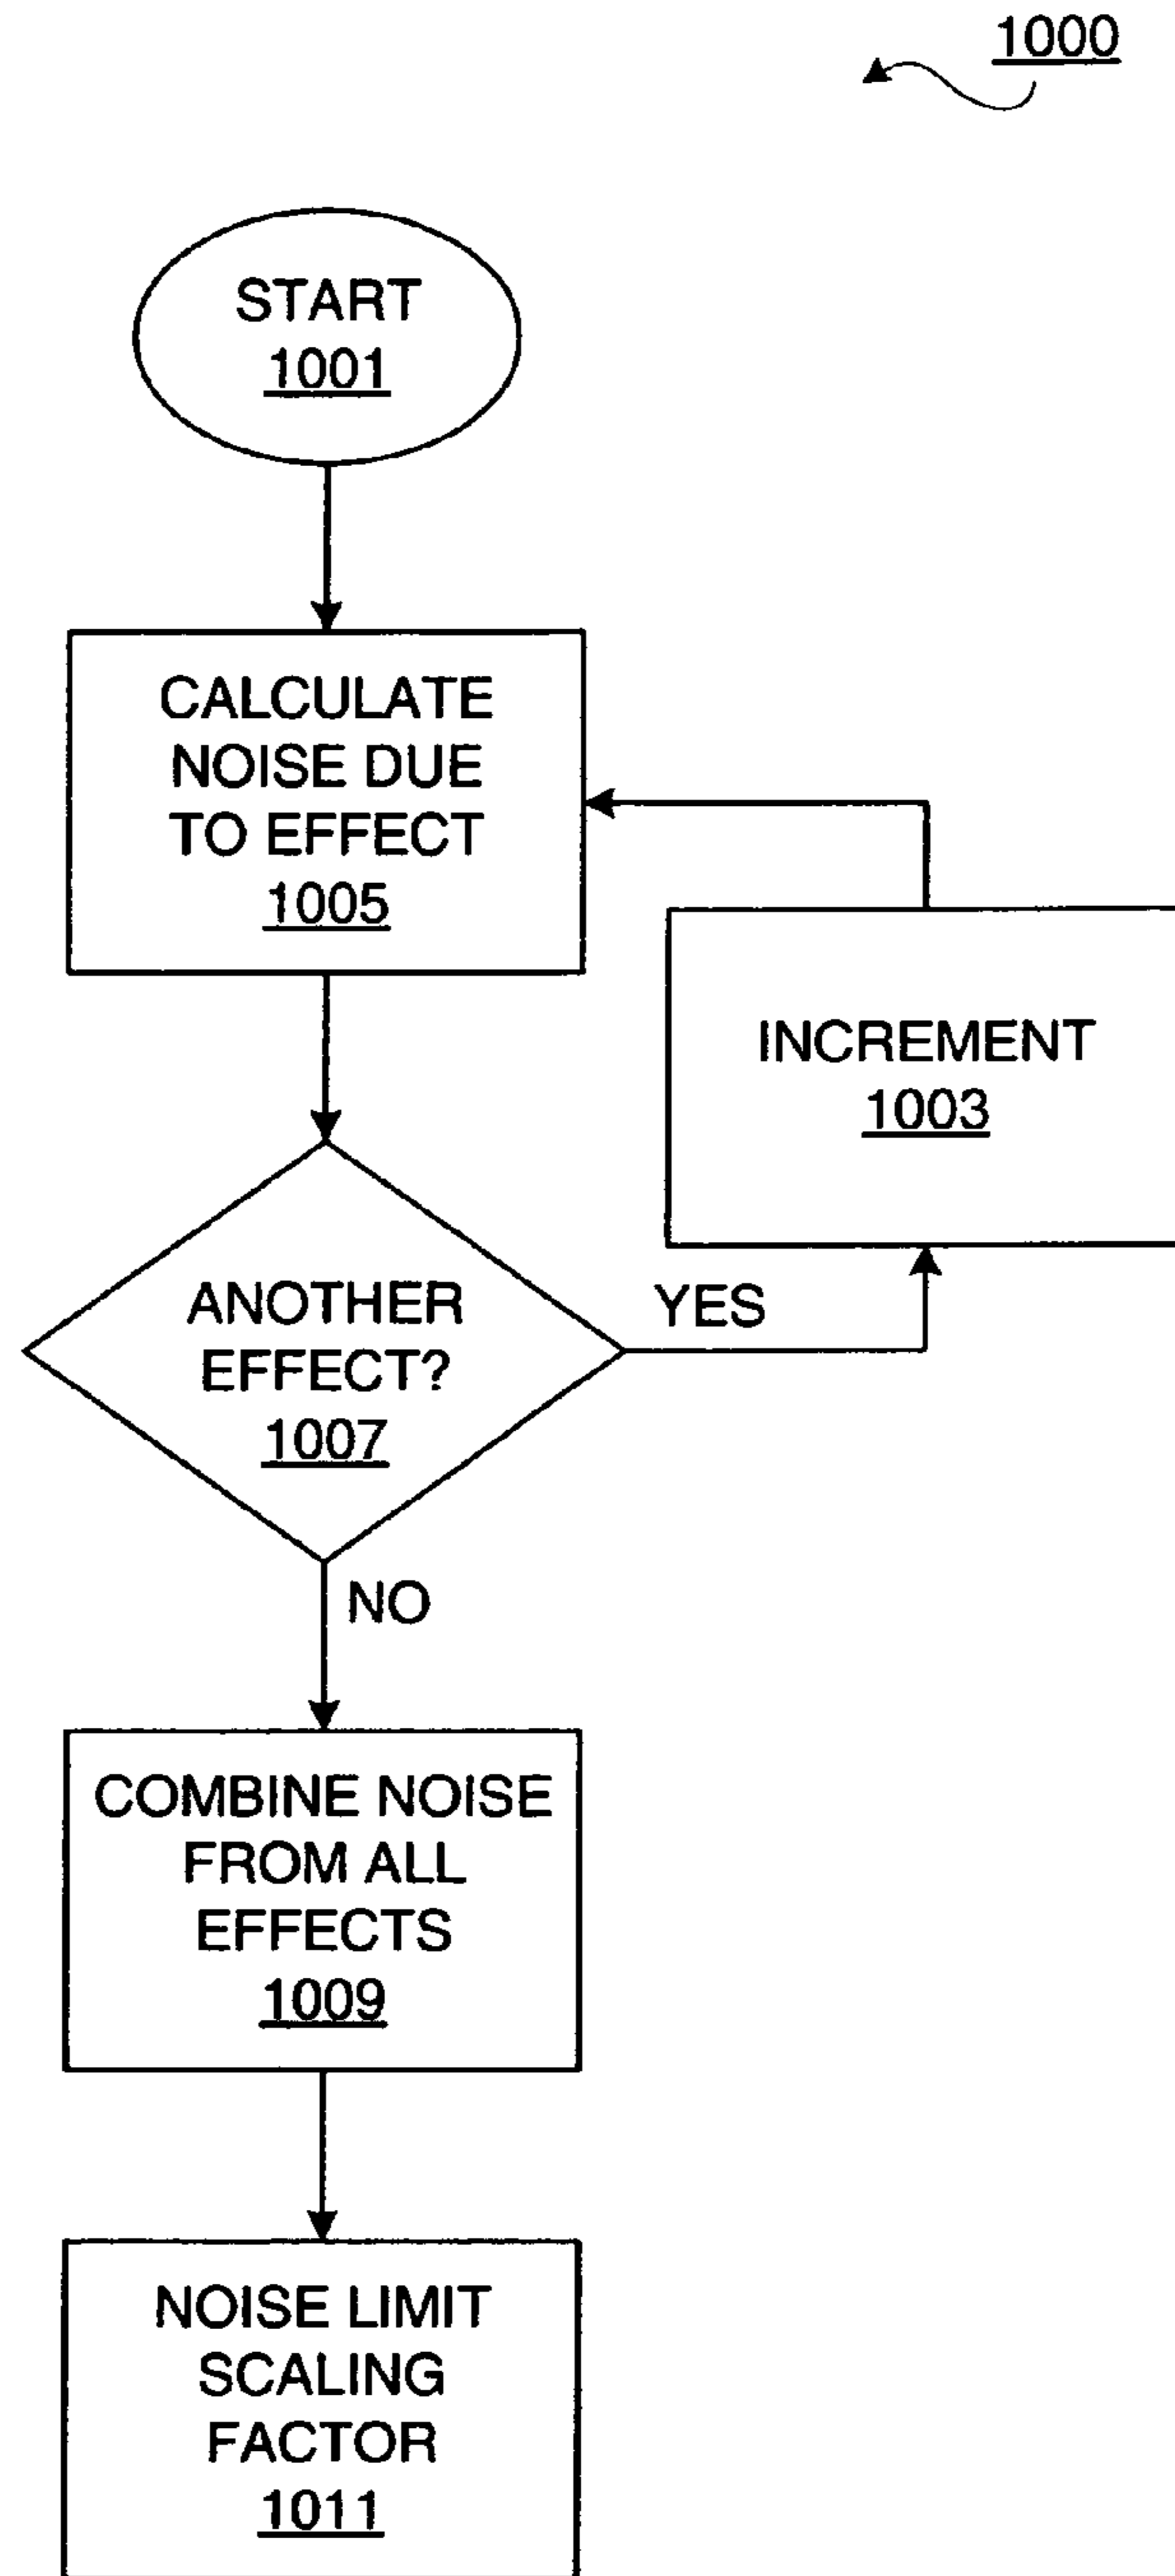 1000
START
1001
CALCULATE
NOISE DUE
TO EFFECT
1005
INCREMENT
1003
ANOTHER
EFFECT?
1007
YES
NO
COMBINE NOISE
FROM ALL
EFFECTS
1009
NOISE LIMIT
SCALING
FACTOR
1011